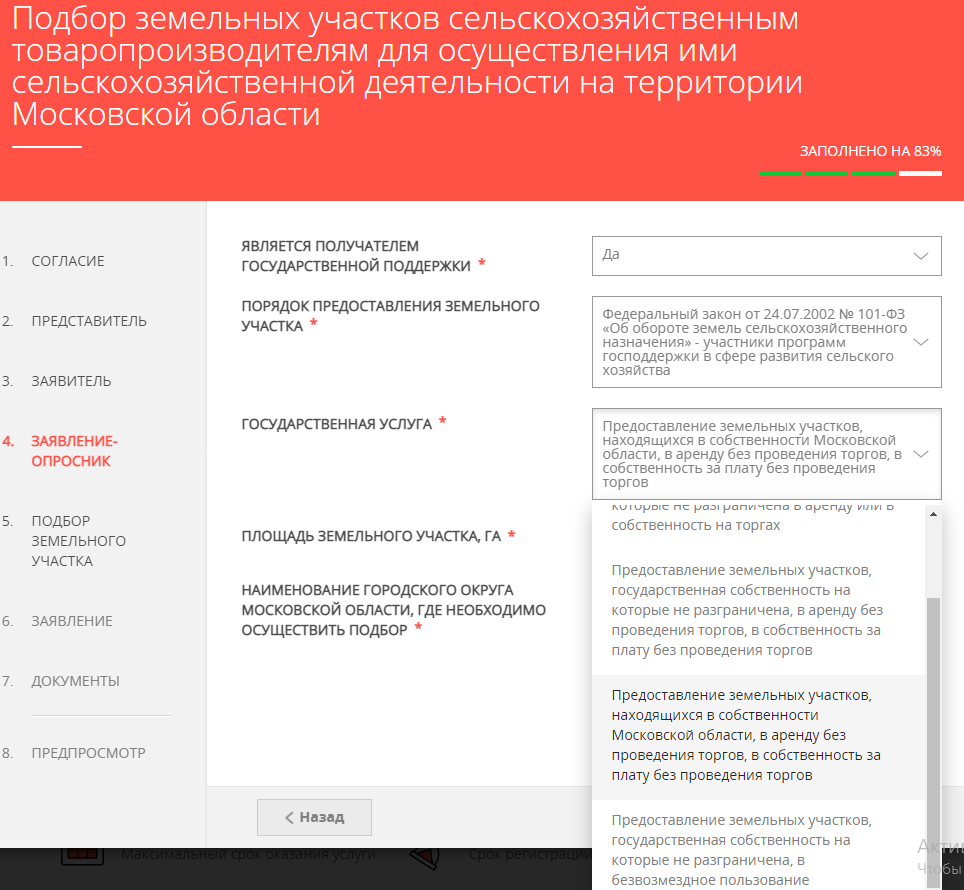 Подбор земельных участков сельскохозяйственным
товаропроизводителям для осуществления ими
сельскохозяйственной деятельности на территории
Московской области
ЗАПОЛНЕНО НА 83%
1. СОГЛАСИЕ
2. ПРЕДСТАВИТЕЛЬ
3. ЗАЯВИТЕЛЬ
4. ЗАЯВЛЕНИЕ-
ОПРОСНИК
5. ПОДБОР
ЗЕМЕЛЬНОГО
УЧАСТКА
6. ЗАЯВЛЕНИЕ
7. ДОКУМЕНТЫ
8. ПРЕДПРОСМОТР
ЯВЛЯЕТСЯ ПОЛУЧАТЕЛЕМ
ГОСУДАРСТВЕННОЙ ПОДДЕРЖКИ *
Да
ПОРЯДОК ПРЕДОСТАВЛЕНИЯ ЗЕМЕЛЬНОГО
УЧАСТКА *
Федеральный закон от 24.07.2002 № 101-ФЗ
«Об обороте земель сельскохозяйственного
назначения» - участники программ
господдержки в сфере развития сельского
хозяйства
ГОСУДАРСТВЕННАЯ УСЛУГА *
Предоставление земельных участков,
находящихся в собственности Московской
области, в аренду без проведения торгов, в
собственность за плату без проведения
торгов
которые не разграничена в аренду или в
собственность на торгах
Предоставление земельных участков,
государственная собственность на
которые не разграничена, в аренду без
проведения торгов, в собственность за
плату без проведения торгов
Предоставление земельных участков,
находящихся в собственности
Московской области, в аренду без
проведения торгов, в собственность за
плату без проведения торгов
Предоставление земельных участков,
государственная собственность на
которые не разграничена, в
безвозмездное пользование
ПЛОЩАДЬ ЗЕМЕЛЬНОГО УЧАСТКА, ГА *
НАИМЕНОВАНИЕ ГОРОДСКОГО ОКРУГА
МОСКОВСКОЙ ОБЛАСТИ, ГДЕ НЕОБХОДИМО
ОСУЩЕСТВИТЬ ПОДБОР *
Назад
Максимальный срок оказания услуги
Срок регистрации
Чтобы